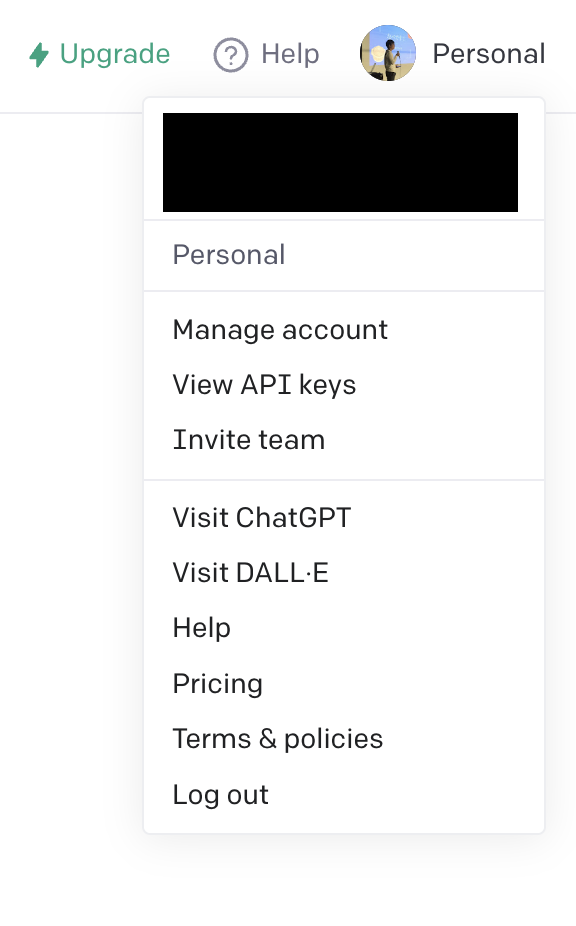 Upgrade
Help
Personal
Personal
Manage account
View API keys
Invite team
Visit ChatGPT
Visit DALL·E
Help
Pricing
Terms & policies
Log out